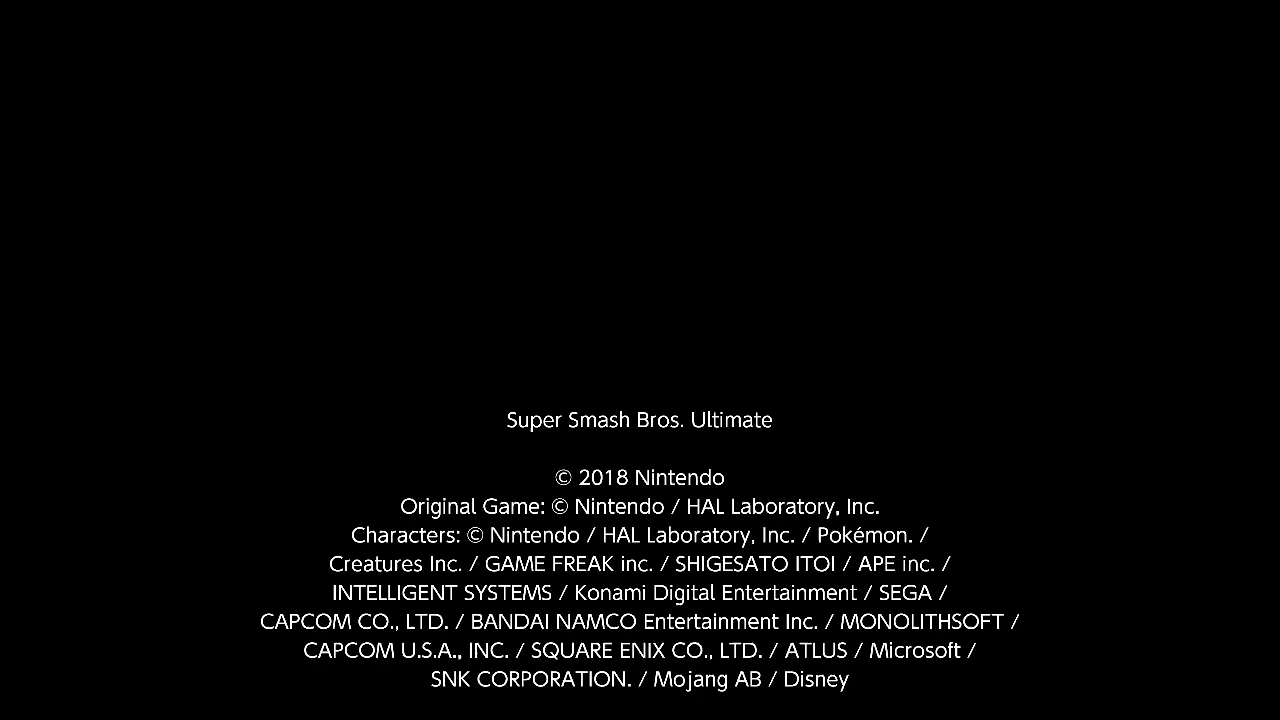 Super Smash Bros. Ultimate
© 2018 Nintendo
Original Game: © Nintendo / HAL Laboratory, Inc.
Characters: © Nintendo / HAL Laboratory, Inc. / Pokémon. /
Creatures Inc. / GAME FREAK inc. / SHIGESATO ITOI / APE inc. /
INTELLIGENT SYSTEMS / Konami Digital Entertainment / SEGA /
CAPCOM CO., LTD. / BANDAI NAMCO Entertainment Inc. / MONOLITHSOFT /
CAPCOM U.S.A., INC. / SQUARE ENIX CO., LTD. / ATLUS / Microsoft /
SNK CORPORATION. / Mojang AB / Disney